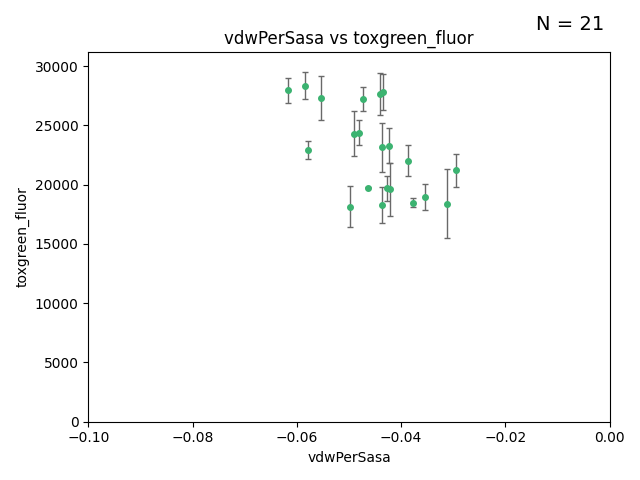 N = 21
vdwPerSasa vs toxgreen_fluor
30000
25000
20000
15000
10000
5000
0
toxgreen_fluor
−0.10 −0.08 −0.06 −0.04 −0.02 0.00
vdwPerSasa